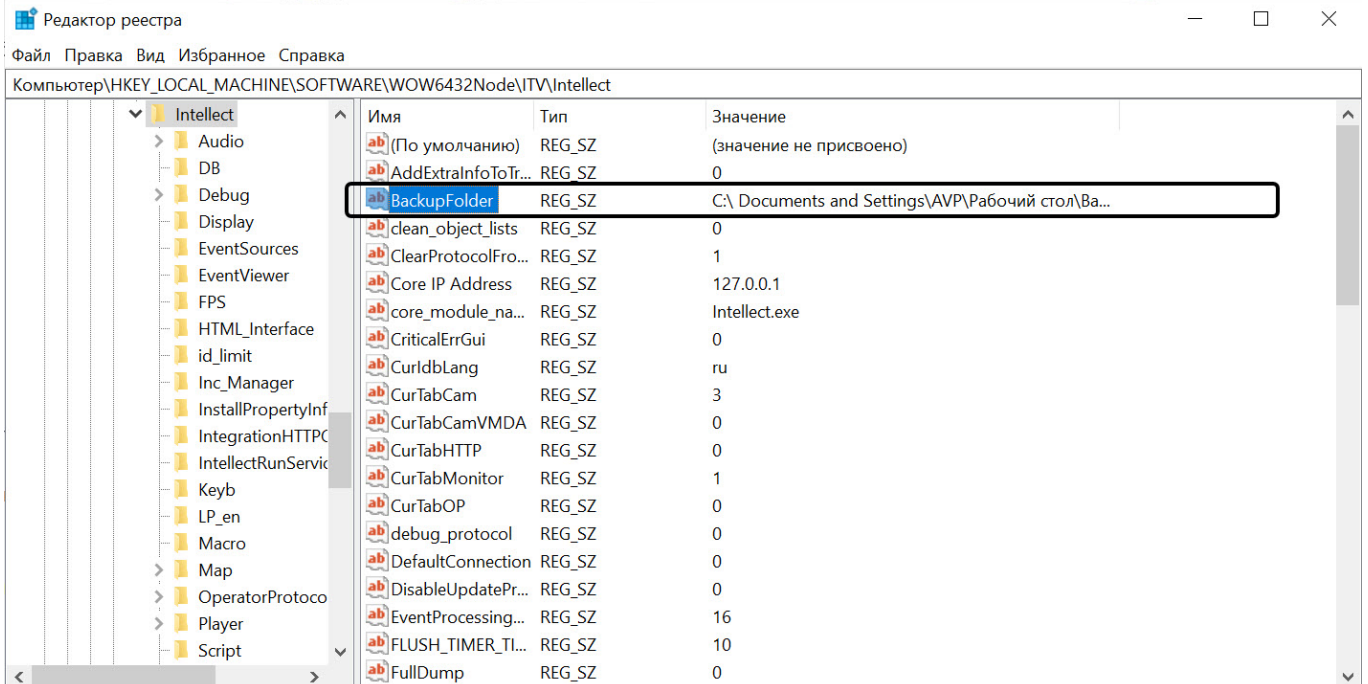 Редактор реестра
Файл Правка Вид Избранное Справка
Компьютер\HKEY_LOCAL_MACHINE\SOFTWARE\WOW6432Node\ITV\Intellect
Intellect
Audio
DB
Debug
Display
EventSources
EventViewer
FPS
HTML_Interface
id_limit
Inc_Manager
InstallPropertyInf
IntegrationHTTPC
IntellectRunServic
Keyb
LP_en
Macro
Map
OperatorProtoco
Player
Script
Имя Тип Значение
(По умолчанию) REG_SZ (значение не присвоено)
AddExtraInfoToTr... REG_SZ 0
BackupFolder REG_SZ C:\ Documents and Settings\AVP\Рабочий стол\Ba...
clean_object_lists REG_SZ 0
ClearProtocolFro... REG_SZ 1
Core IP Address REG_SZ 127.0.0.1
core_module_na... REG_SZ Intellect.exe
CriticalErrGui REG_SZ 0
CurIdbLang REG_SZ ru
CurTabCam REG_SZ 3
CurTabCamVMDA REG_SZ 0
CurTabHTTP REG_SZ 0
CurTabMonitor REG_SZ 1
CurTabOP REG_SZ 0
debug_protocol REG_SZ 0
DefaultConnection REG_SZ 0
DisableUpdatePr... REG_SZ 0
EventProcessing... REG_SZ 16
FLUSH_TIMER_TI... REG_SZ 10
FullDump REG_SZ 0